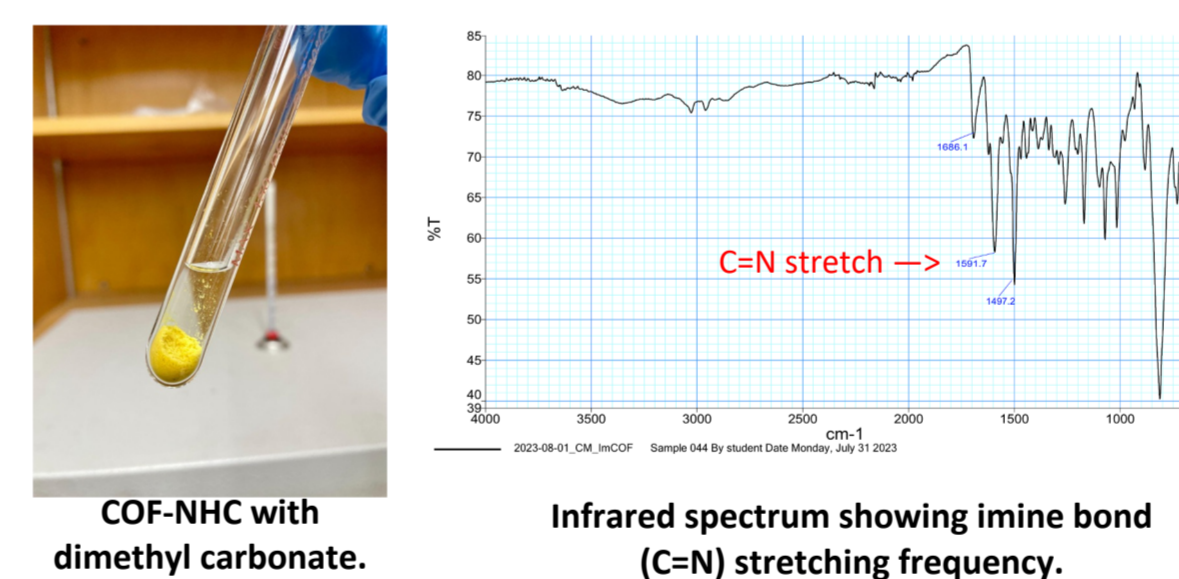 85
80
75
70
65
60
55
50
45
40
39
%T
1686.1
C=N stretch —>
1591.7
1497.2
4000 3500 3000 2500 2000 1500 1000
cm-1
2023-08-01_CM_ImCOF Sample 044 By student Date Monday, July 31 2023
COF-NHC with
dimethyl carbonate.
Infrared spectrum showing imine bond
(C=N) stretching frequency.